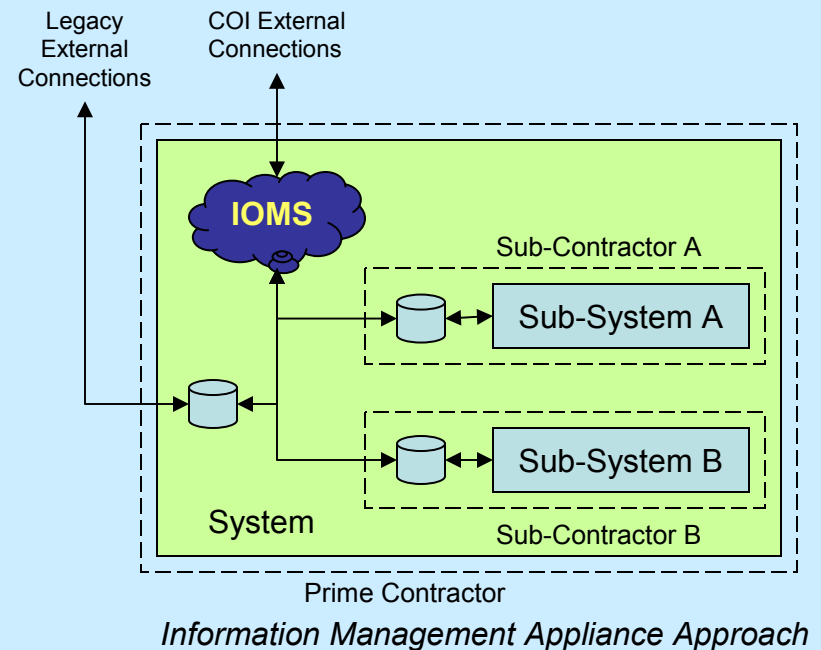 Legacy
External
Connections
COI External
Connections
IOMS
Sub-Contractor A
Sub-System A
Sub-System B
System
Sub-Contractor B
Prime Contractor
Information Management Appliance Approach